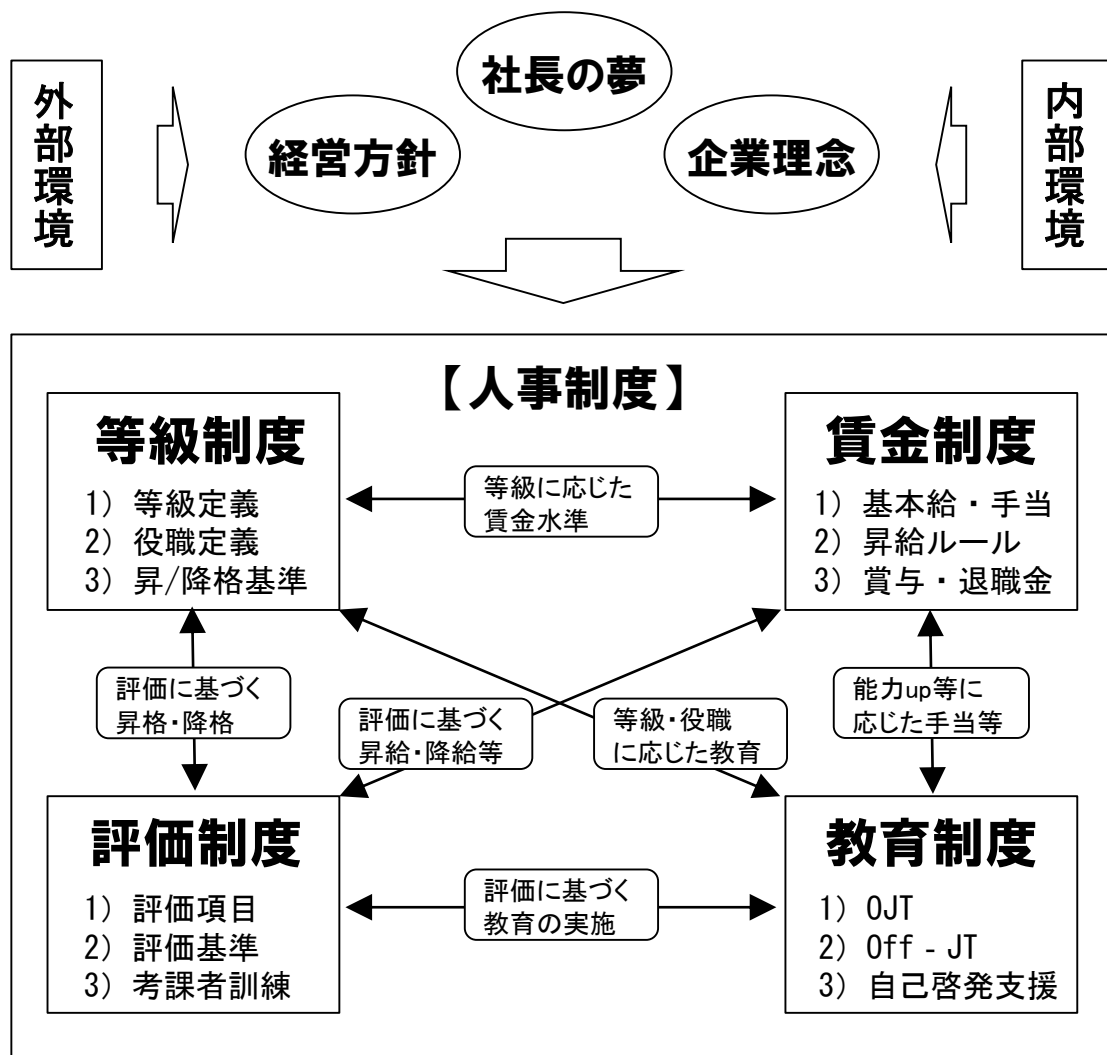 社長の夢
外部環境
経営方針
企業理念
内部環境
【人事制度】
等級制度
1) 等級定義
2) 役職定義
3) 昇/降格基準
等級に応じた
賃金水準
賃金制度
1) 基本給・手当
2) 昇給ルール
3) 賞与・退職金
評価に基づく
昇格・降格
評価に基づく
昇給・降給等
等級・役職
に応じた教育
能力up等に
応じた手当等
評価制度
1) 評価項目
2) 評価基準
3) 考課者訓練
評価に基づく
教育の実施
教育制度
1) OJT
2) Off - JT
3) 自己啓発支援